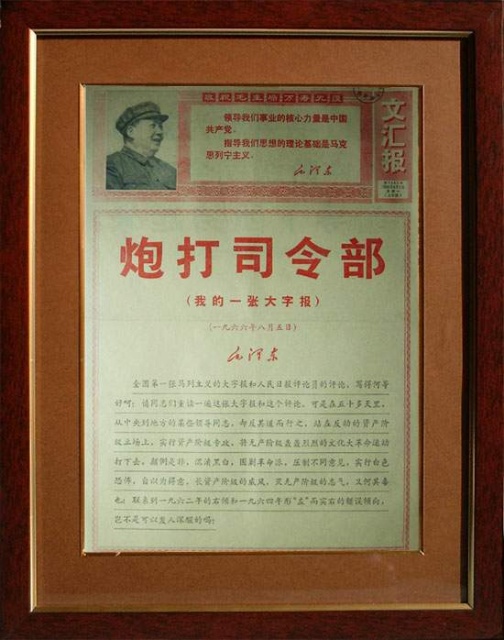 敬祝毛主席万寿无疆
领导我们事业的核心力量是中国
共产党。
指导我们思想的理论基础是马克
思列宁主义。
毛泽东
文汇报
炮打司令部
（我的一张大字报）
（一九六六年八月五日）
毛泽东
全国第一张马列主义的大字报和人民日报评论员的评论，写得何等
好呵！请同志们重读一遍这张大字报和这个评论。可是在五十多天里，
从中央到地方的某些领导同志，却反其道而行之，站在反动的资产阶
级立场上，实行资产阶级专政，将无产阶级轰轰烈烈的文化大革命运动
打下去，颠倒是非，混淆黑白，围剿革命派，压制不同意见，实行白色
恐怖，自以为得意，长资产阶级的威风，灭无产阶级的志气，又何其毒
也！联系到一九六二年的右倾和一九六四年形“左”而实右的错误倾向，
岂不是可以发人深醒的吗？